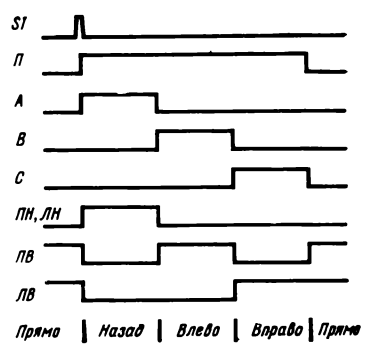 S1
П
А
В
С
ПН, ЛН
ПВ
ЛВ
Прямо | Назад | Влево | Вправо | Прямо